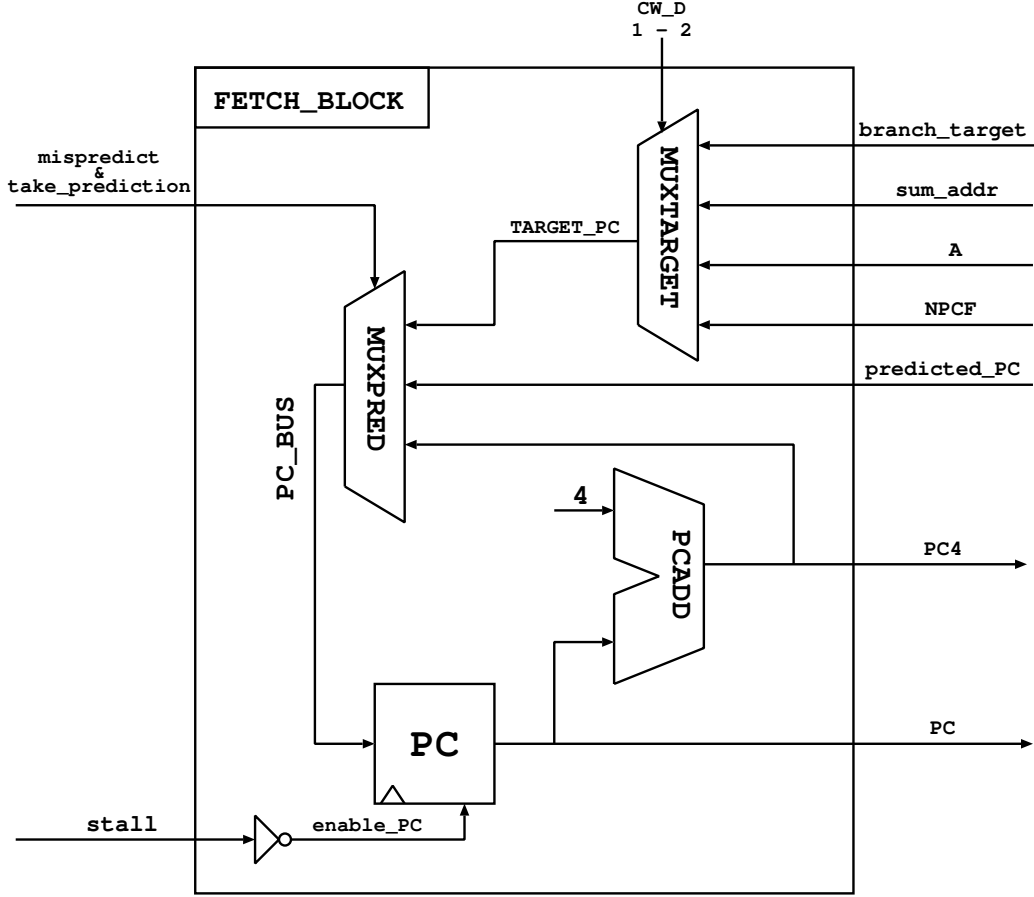 CW_D
1 - 2
FETCH_BLOCK
branch_target
mispredict
&
take_prediction
sum_addr
MUXTARGET
TARGET_PC
A
NPCF
MUXPRED
predicted_PC
PC_BUS
4
PCADD
PC4
PC
PC
stall
enable_PC